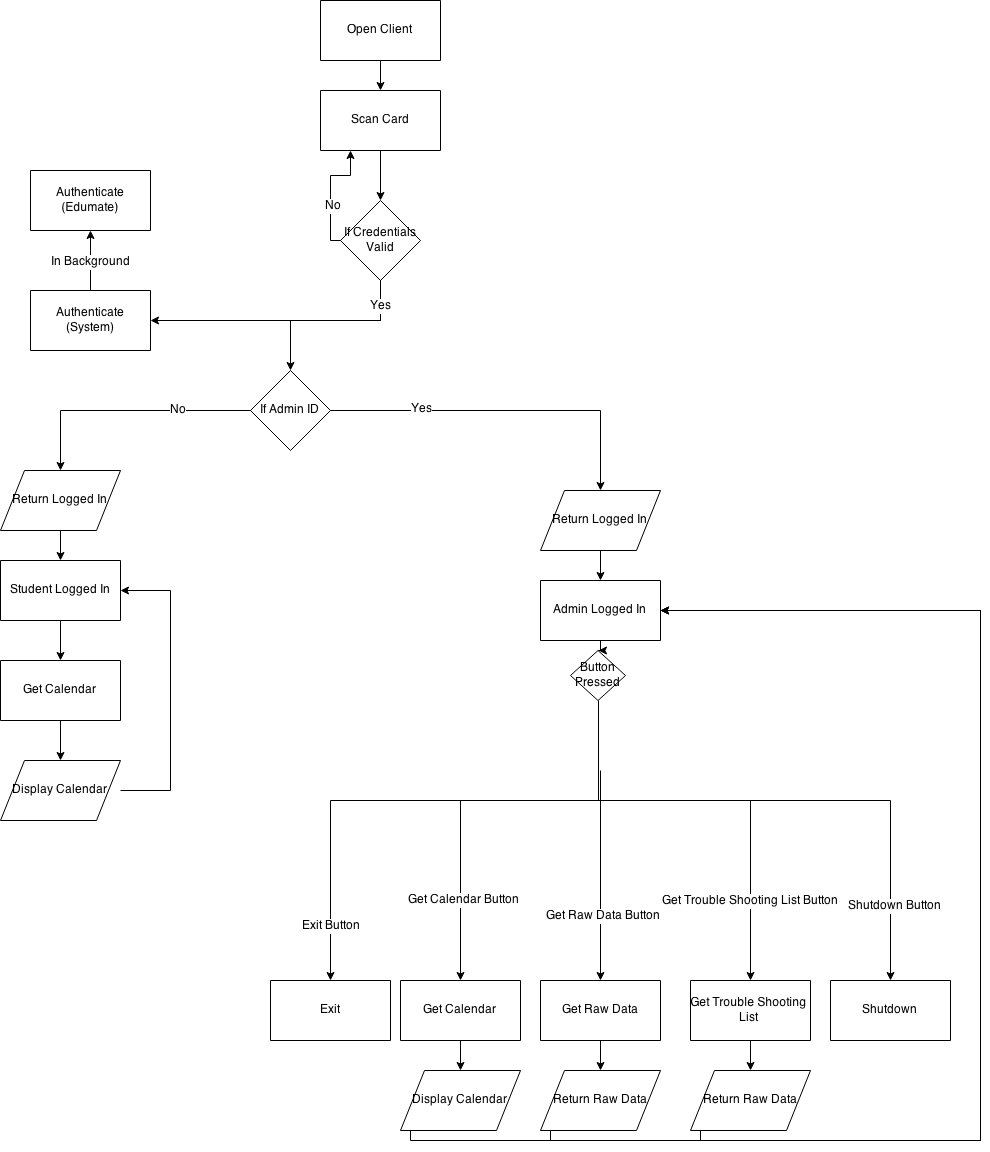 Open Client
Scan Card
Authenticate
(Edumate)
No
If Credentials
Valid
In Background
Authenticate
(System)
Yes
If Admin ID
No
Yes
Return Logged In
Return Logged In
Student Logged In
Admin Logged In
Get Calendar
Button
Pressed
Display Calendar
Exit Button
Get Calendar Button
Get Raw Data Button
Get Trouble Shooting List Button
Shutdown Button
Exit
Get Calendar
Get Raw Data
Get Trouble Shooting
List
Shutdown
Display Calendar
Return Raw Data
Return Raw Data